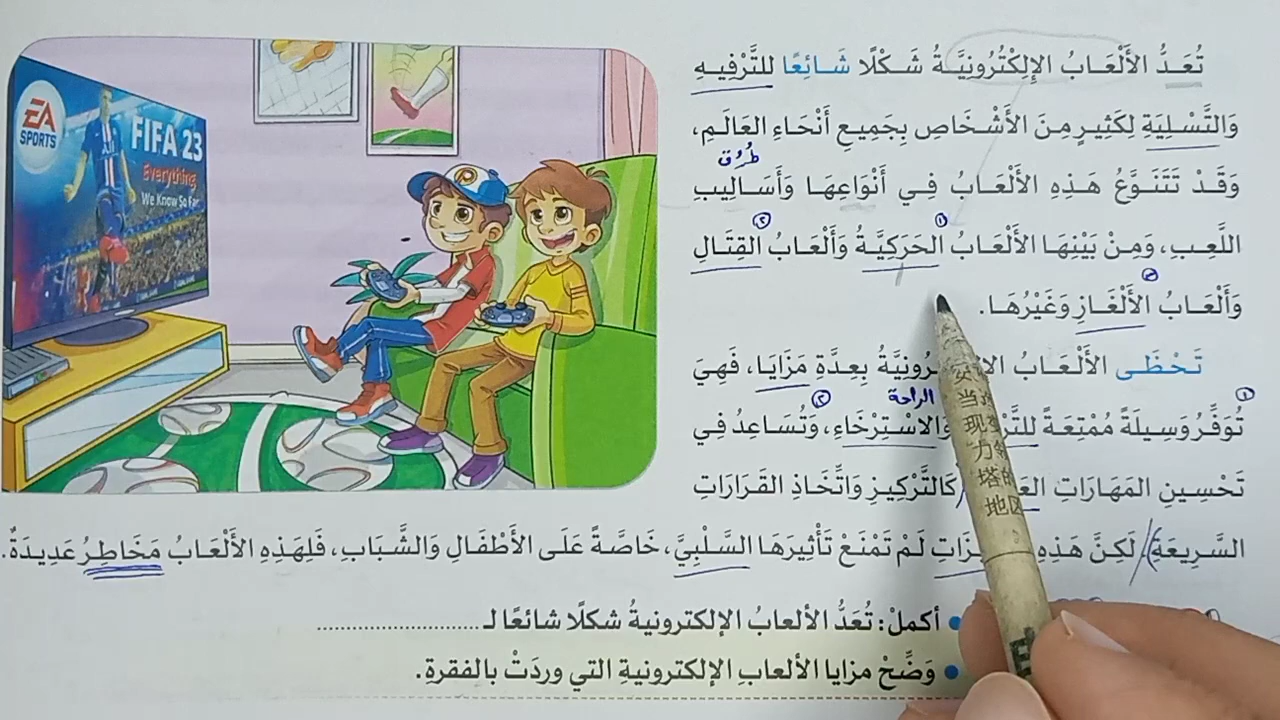 تُعَدُّ الأَلْعَابُ الإِلِكْتُرُونِيَّةُ شَكْلًا شَائِعًا للتَّرْفِيهِ
وَالتَّسْلِيَةِ لِكَثِيرٍ مِنَ الأَشْخَاصِ بِجَمِيعِ أَنْحَاءِ العَالَمِ،
طرق
وَقَدْ تَتَنَوَّعُ هَذِهِ الأَلْعَابُ فِي أَنْوَاعِهَا وَأَسَالِيبِ
اللَّعِبِ، وَمِنْ بَيْنِهَا الأَلْعَابُ الحَرَكِيَّةُ وَأَلْعَابُ القِتَالِ
وَأَلْعَابُ الأَلْغَازِ وَغَيْرُهَا.
تَحْظَى الأَلْعَابُ بِعِدَّةِ مَزَايَا، فَهِيَ
الراحة
تُوَفِّرُ وَسِيلَةً مُمْتِعَةً وَالاسْتِرْخَاءِ، وَتُسَاعِدُ فِي
تَحْسِينِ المَهَارَاتِ كَالتَّرْكِيزِ وَاتِّخَاذِ القَرَارَاتِ
السَّرِيعَةِ، لَكِنَّ هَذِهِ لَمْ تَمْنَعْ تَأْثِيرَهَا السَّلْبِيَّ، خَاصَّةً عَلَى الأَطْفَالِ وَالشَّبَابِ، فَلِهَذِهِ الأَلْعَابُ مَخَاطِرُ عَدِيدَةٌ.
أكملْ: تُعَدُّ الألعابُ الإلكترونيةُ شكلًا شائعًا لـ
وَضِّحْ مزايا الألعابِ الإلكترونيةِ التي وردَتْ بالفقرةِ.
EA
SPORTS
FIFA 23
Everything
We Know So Far